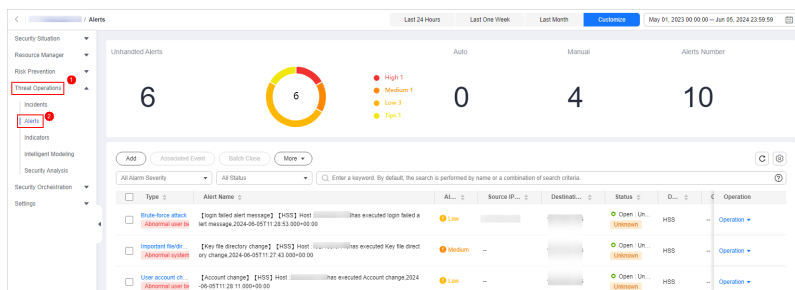 / Alerts
Last 24 Hours
Last One Week
Last Month
Customize
May 01, 2023 00:00:00 – Jun 05, 2024 23:59:59
Security Situation
Resource Manager
Risk Prevention
Threat Operations
1
Incidents
Alerts
2
Indicators
Intelligent Modeling
Security Analysis
Security Orchestration
Settings
Unhandled Alerts
Auto
Manual
Alerts Number
6
6
High 1
Medium 1
Low 3
Tips 1
0
4
10
Add
Associated Event
Batch Close
More
All Alarm Severity
All Status
Enter a keyword. By default, the search is performed by name or a combination of search criteria.
Type
Alert Name
Al...
Source IP...
Destinati...
Status
D...
Operation
Brute-force attack
Abnormal user be
【login failed alert message】【HSS】Host
has executed login failed a
lert message,2024-06-05T11:28:53.000+00:00
Low
Open Un...
Unknown
HSS
--
Operation
Important file/dir...
Abnormal system
【Key file directory change】【HSS】Host
has executed Key file direct
ory change,2024-06-05T11:27:43.000+00:00
Medium
--
Open Un...
Unknown
HSS
--
Operation
User account ch...
Abnormal user be
【Account change】【HSS】Host
has executed Account change,2024
-06-05T11:28:11.000+00:00
Low
--
Open Un...
Unknown
HSS
--
Operation